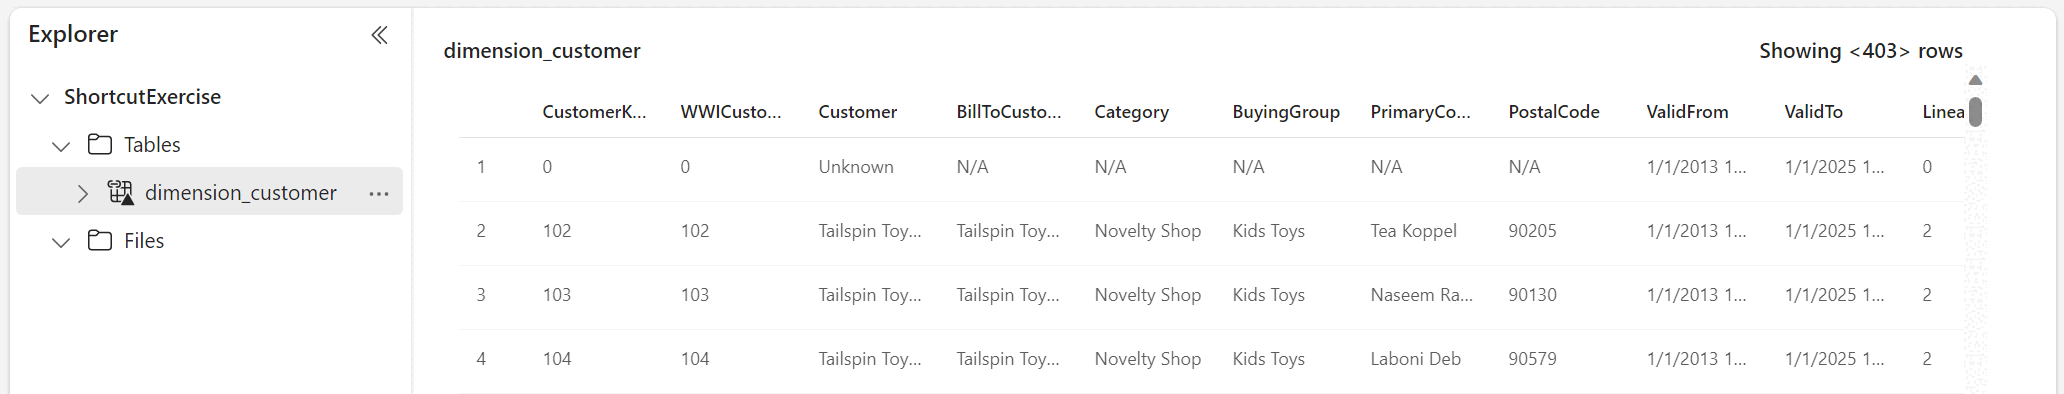 Explorer
ShortcutExercise
Tables
dimension_customer
Files
dimension_customer Showing <403> rows
CustomerK... WWICusto... Customer BillToCusto... Category BuyingGroup PrimaryCo... PostalCode ValidFrom ValidTo Linea
1 0 0 Unknown N/A N/A N/A N/A N/A 1/1/2013 1... 1/1/2025 1... 0
2 102 102 Tailspin Toy... Tailspin Toy... Novelty Shop Kids Toys Tea Koppel 90205 1/1/2013 1... 1/1/2025 1... 2
3 103 103 Tailspin Toy... Tailspin Toy... Novelty Shop Kids Toys Naseem Ra... 90130 1/1/2013 1... 1/1/2025 1... 2
4 104 104 Tailspin Toy... Tailspin Toy... Novelty Shop Kids Toys Laboni Deb 90579 1/1/2013 1... 1/1/2025 1... 2